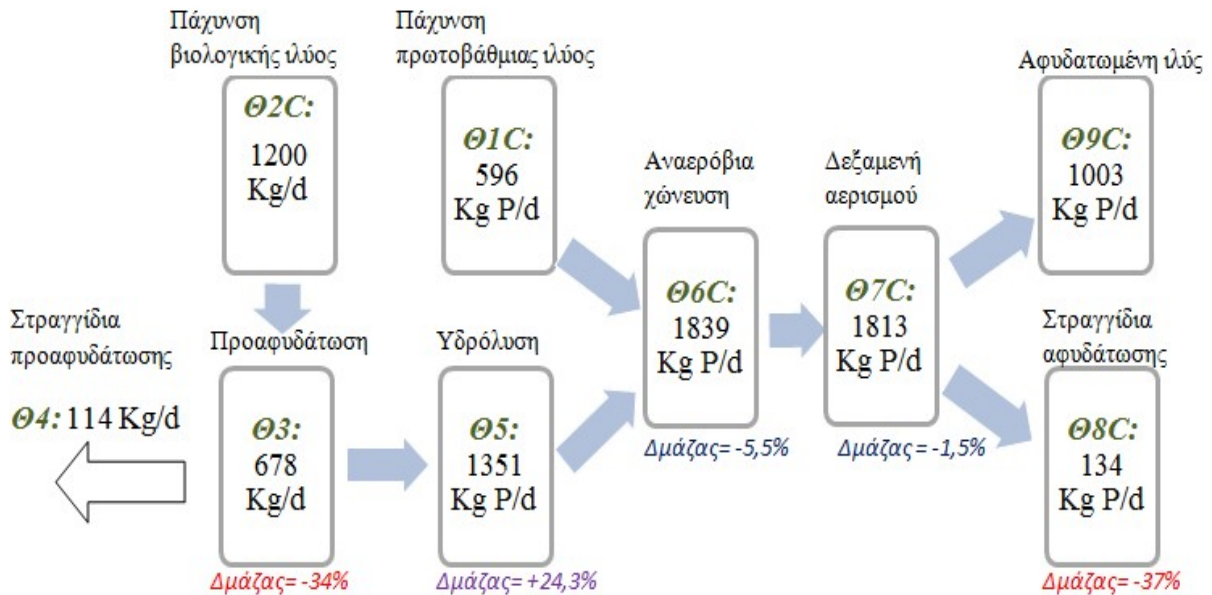 Πάχυνση
βιολογικής ιλύος
Θ2C:
1200
Kg/d
Πάχυνση
πρωτοβάθμιας ιλύος
Θ1C:
596
Kg P/d
Αναερόβια
χώνευση
Θ6C:
1839
Kg P/d
Δmάζας= -5,5%
Δεξαμενή
αερισμού
Θ7C:
1813
Kg P/d
Δmάζας = -1,5%
Αφυδατωμένη ιλύς
Θ9C:
1003
Kg P/d
Στραγγίδια
προαφυδάτωσης
Θ4: 114 Kg/d
Προαφυδάτωση
Θ3:
678
Kg/d
Δμάζας= -34%
Υδρόλυση
Θ5:
1351
Kg P/d
Δμάζας= +24,3%
Στραγγίδια
αφυδάτωσης
Θ8C:
134
Kg P/d
Δμάζας= -37%